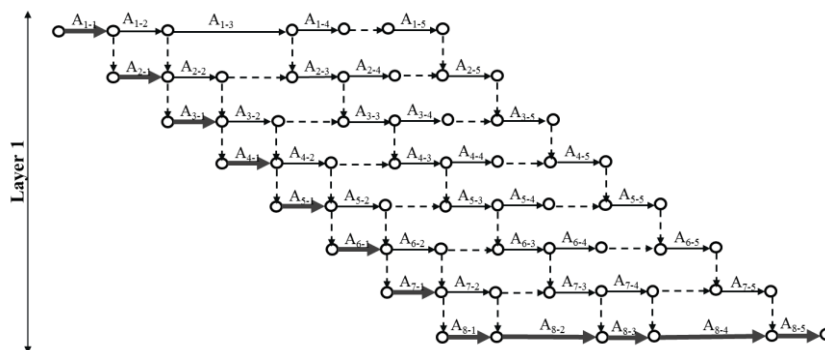 Layer 1
A1-1 A1-2 A1-3 A1-4 A1-5
A2-1 A2-2 A2-3 A2-4 A2-5
A3-1 A3-2 A3-3 A3-4 A3-5
A4-1 A4-2 A4-3 A4-4 A4-5
A5-1 A5-2 A5-3 A5-4 A5-5
A6-1 A6-2 A6-3 A6-4 A6-5
A7-1 A7-2 A7-3 A7-4 A7-5
A8-1 A8-2 A8-3 A8-4 A8-5